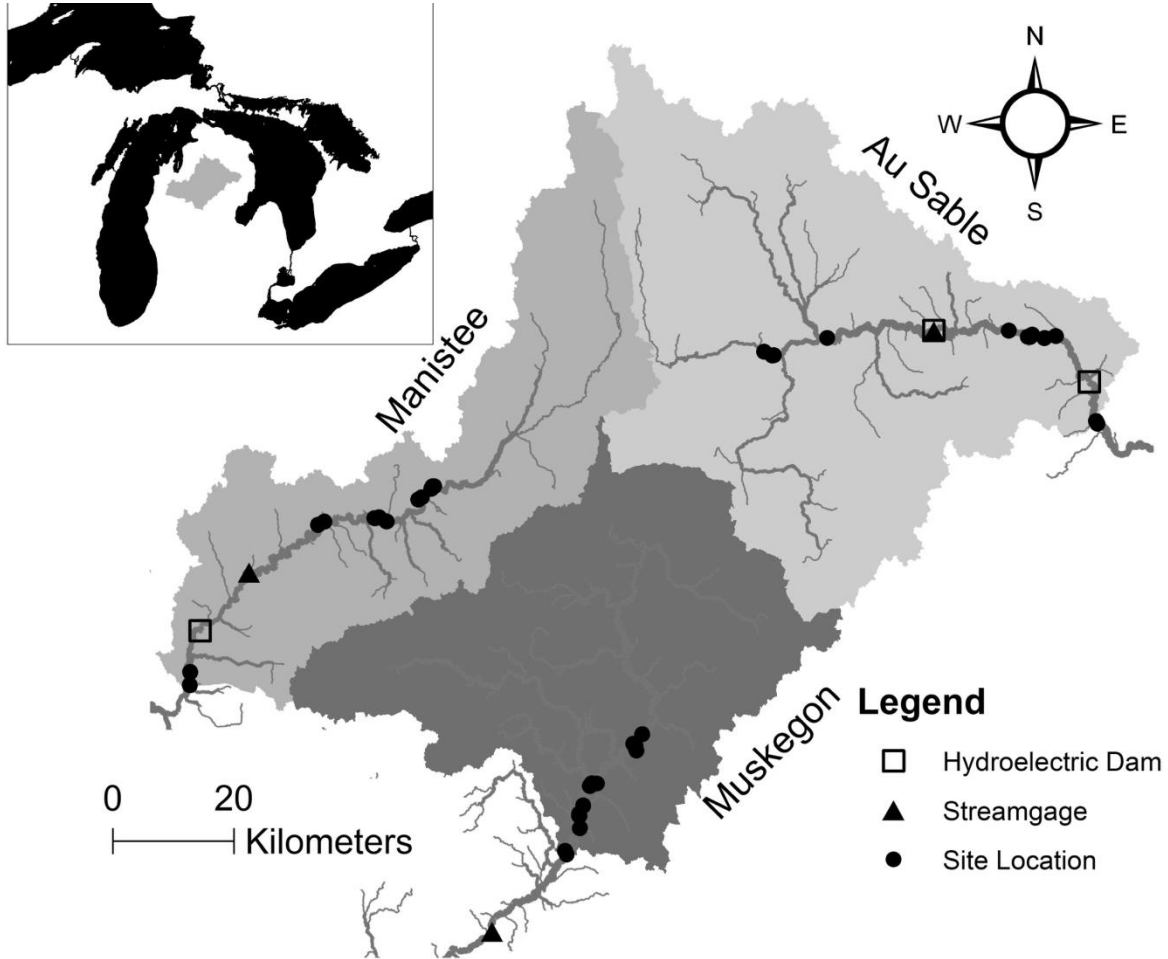 N
W E
S
Au Sable
Manistee
Muskegon
Legend
Hydroelectric Dam
Streamgage
Site Location
0 20
Kilometers